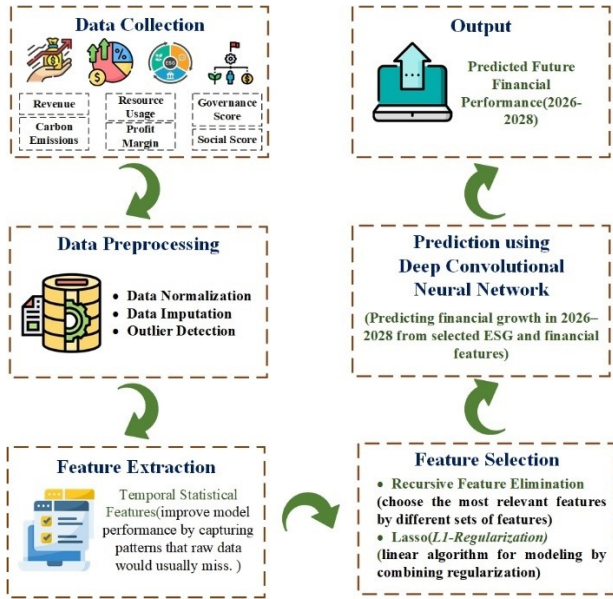 Data Collection
Revenue
Resource
Usage
Governance
Score
Carbon
Emissions
Profit
Margin
Social Score
Data Preprocessing
• Data Normalization
• Data Imputation
• Outlier Detection
Feature Extraction
Temporal Statistical
Features(improve model
performance by capturing
patterns that raw data
would usually miss. )
Feature Selection
• Recursive Feature Elimination
(choose the most relevant features
by different sets of features)
• Lasso(L1-Regularization)
(linear algorithm for modeling by
combining regularization)
Prediction using
Deep Convolutional
Neural Network
(Predicting financial growth in 2026–
2028 from selected ESG and financial
features)
Output
Predicted Future
Financial
Performance(2026-
2028)